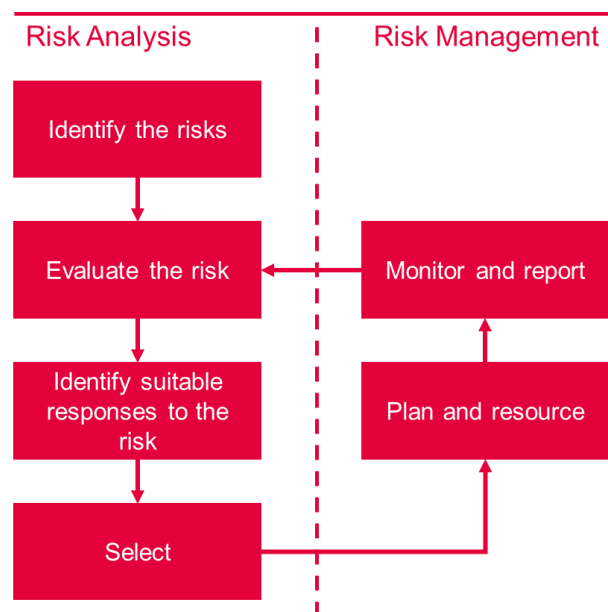 Risk Analysis
Risk Management
Identify the risks
Evaluate the risk
Monitor and report
Identify suitable
responses to the
risk
Plan and resource
Select